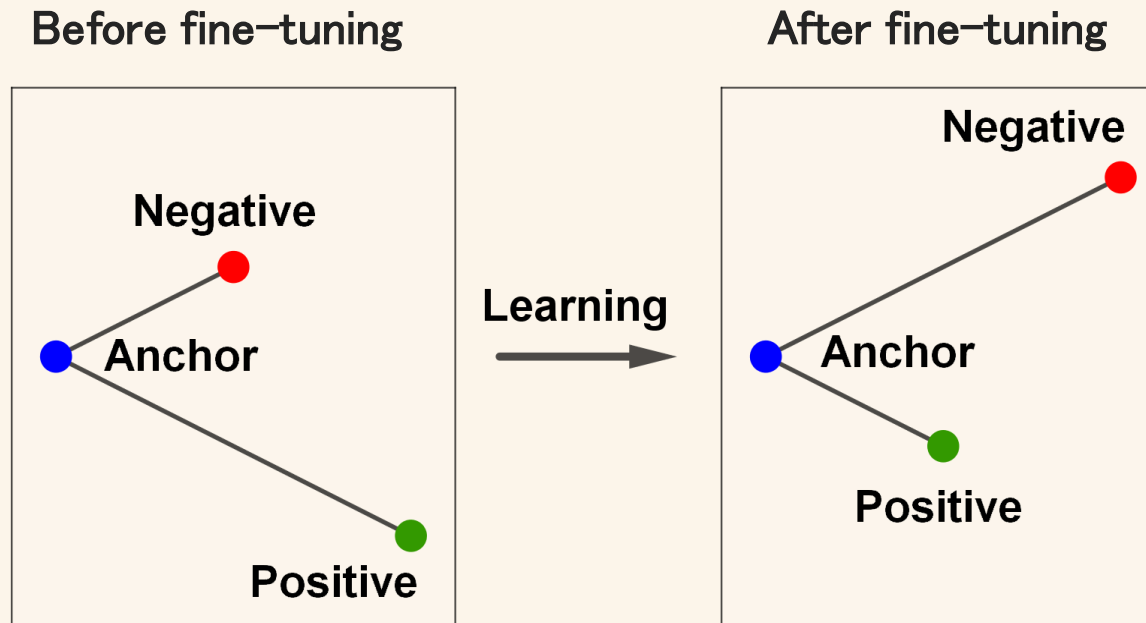 Before fine-tuning
After fine-tuning
Negative
Anchor
Positive
Learning
Negative
Anchor
Positive